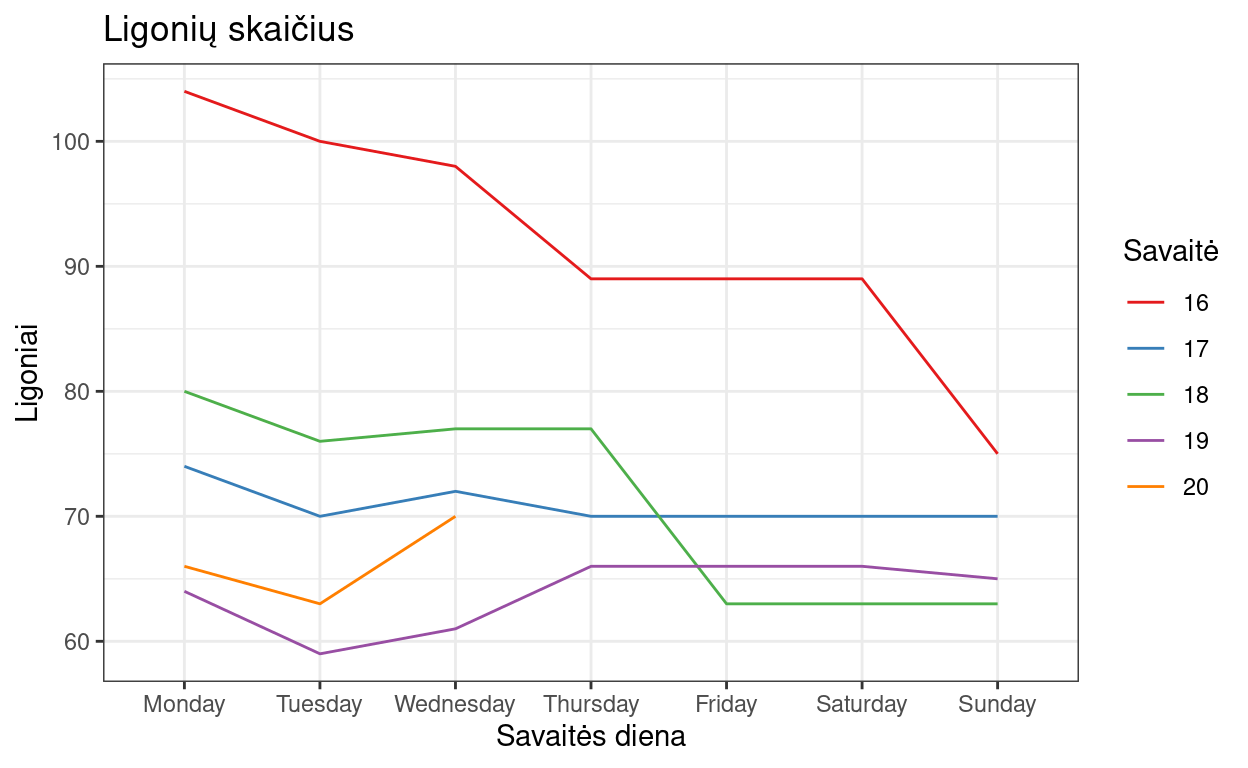 Ligonių skaičius
Ligoniai
100
90
80
70
60
Monday Tuesday Wednesday Thursday Friday Saturday Sunday
Savaitės diena
Savaitė
16
17
18
19
20